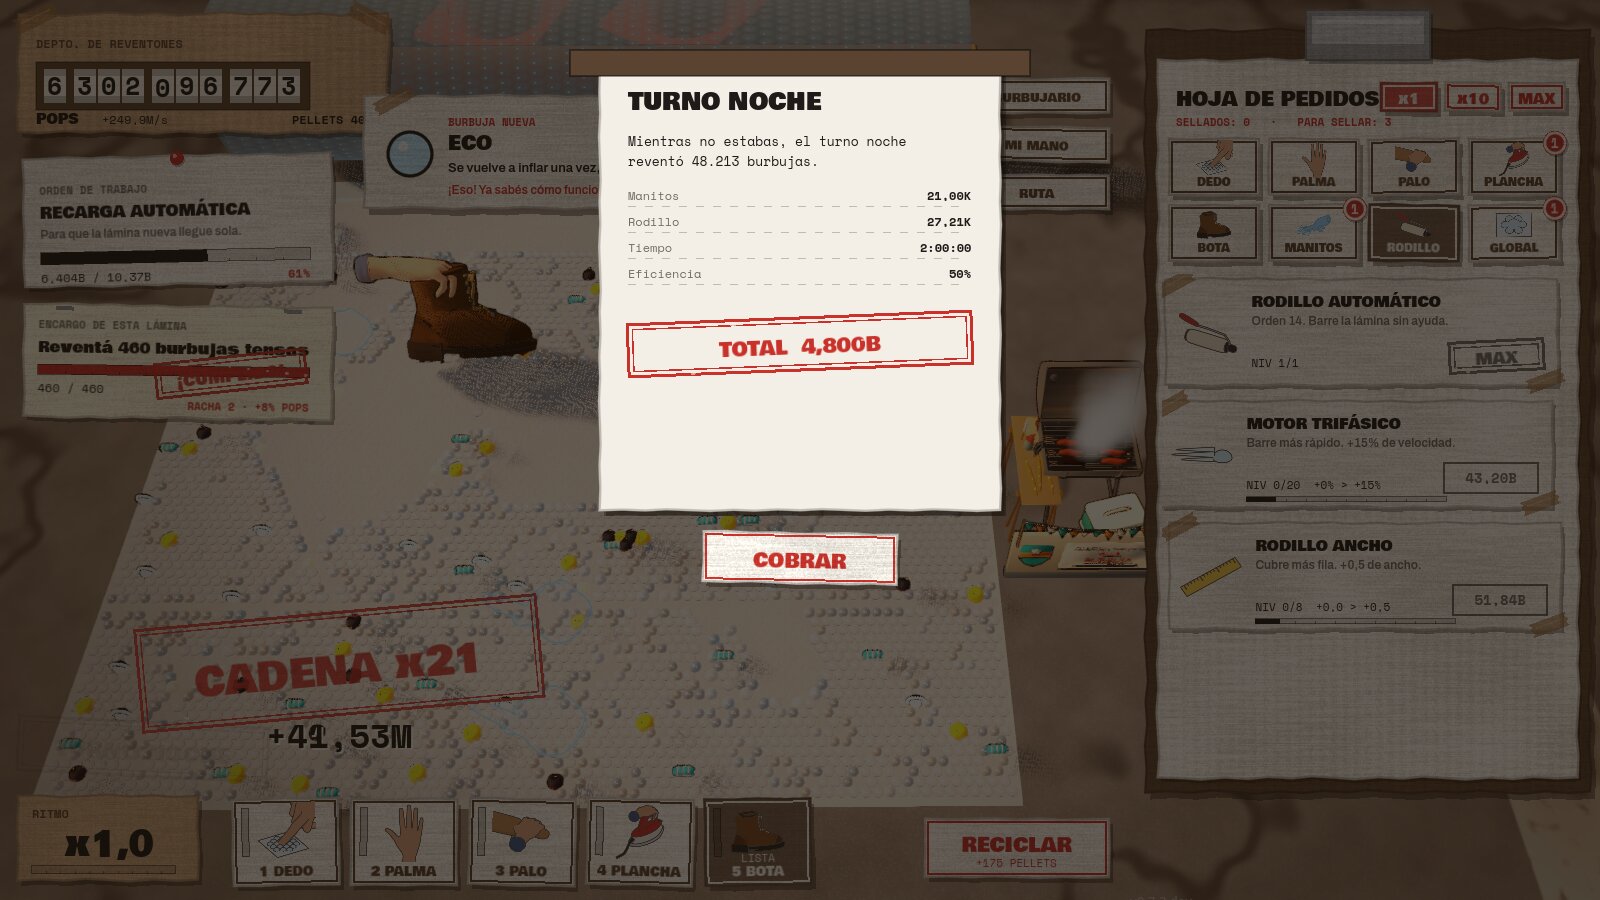 DEPTO. DE REVENTONES
6 302 096 773
POPS +249,9M/s PELLETS 40
ORDEN DE TRABAJO
RECARGA AUTOMÁTICA
Para que la lámina nueva llegue sola.
6,404B / 10,37B 61%
ENCARGO DE ESTA LÁMINA
Reventá 460 burbujas tensas
460 / 460
RACHA 2 · +8% POPS
BURBUJA NUEVA
ECO
Se vuelve a inflar una vez,
¡Eso! Ya sabés cómo funcio
TURNO NOCHE
Mientras no estabas, el turno noche
reventó 48.213 burbujas.
Manitos 21,00K
Rodillo 27,21K
Tiempo 2:00:00
Eficiencia 50%
TOTAL 4,800B
COBRAR
URBUJARIO
MI MANO
RUTA
HOJA DE PEDIDOS x1 x10 MAX
SELLADOS: 0 · PARA SELLAR: 3
DEDO PALMA PALO PLANCHA 1
BOTA MANITOS 1 RODILLO GLOBAL 1
RODILLO AUTOMÁTICO
Orden 14. Barre la lámina sin ayuda.
NIV 1/1 MAX
MOTOR TRIFÁSICO
Barre más rápido. +15% de velocidad.
NIV 0/20 +0% > +15% 43,20B
RODILLO ANCHO
Cubre más fila. +0,5 de ancho.
NIV 0/8 +0,0 > +0,5 51,84B
CADENA x21
+41,53M
RITMO
x1,0
1 DEDO
2 PALMA
3 PALO
4 PLANCHA
LISTA
5 BOTA
RECICLAR
+175 PELLETS